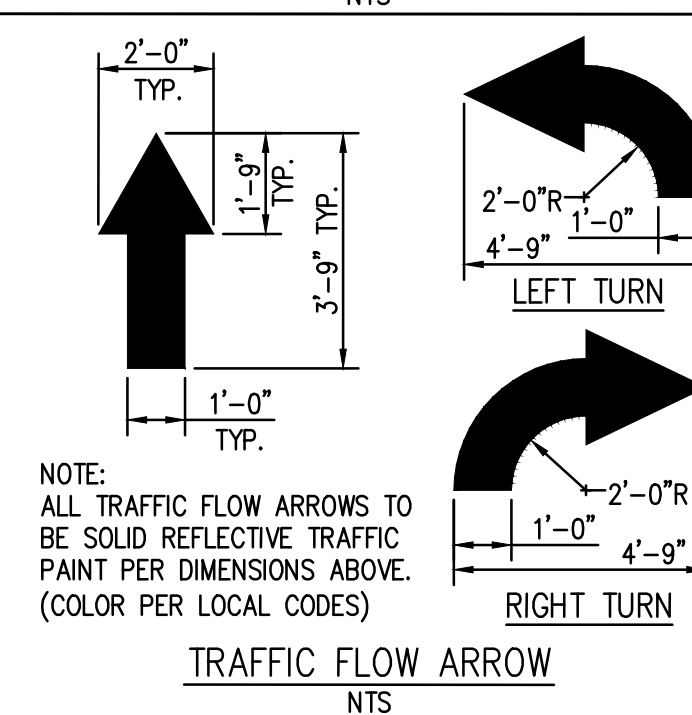 NTS
2'-0"
TYP.
1'-9"
TYP.
3'-9" TYP.
1'-0"
TYP.
2'-0"R
1'-0"
4'-9"
LEFT TURN
2'-0"R
1'-0"
4'-9"
RIGHT TURN
NOTE:
ALL TRAFFIC FLOW ARROWS TO
BE SOLID REFLECTIVE TRAFFIC
PAINT PER DIMENSIONS ABOVE.
(COLOR PER LOCAL CODES)
TRAFFIC FLOW ARROW
NTS